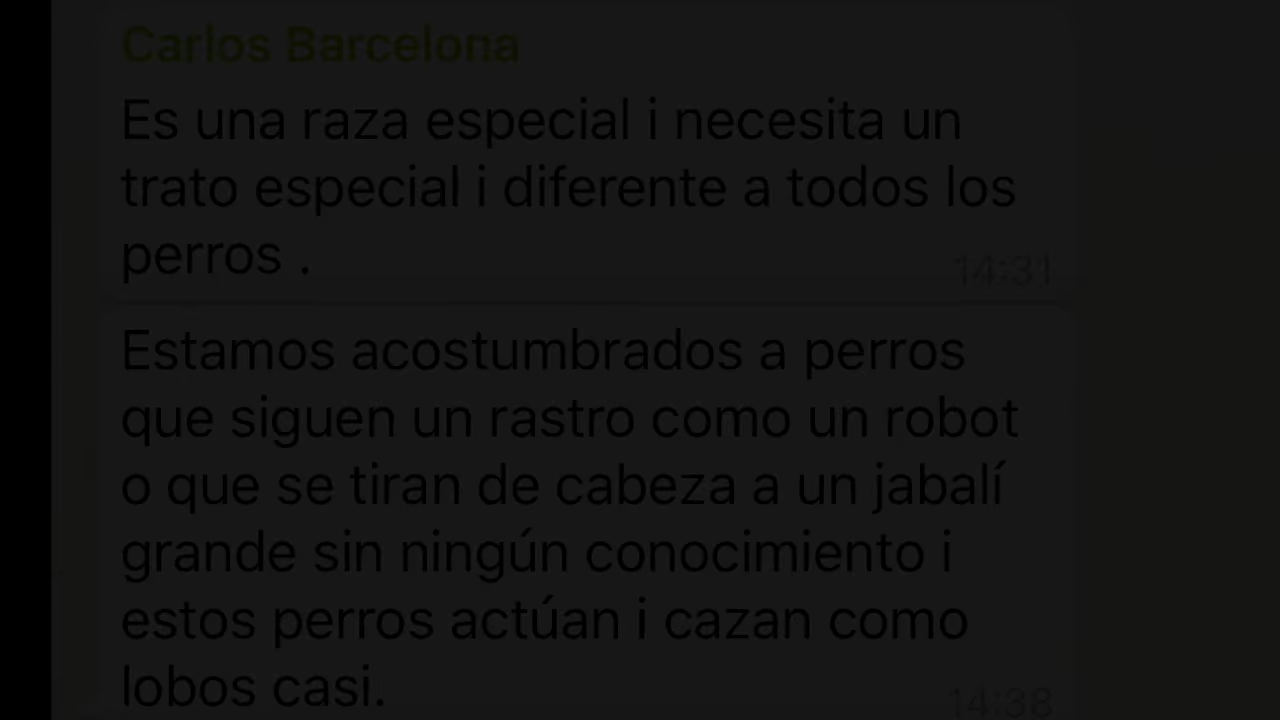 Carlos Barcelona
Es una raza especial i necesita un
trato especial i diferente a todos los
perros .
14:31
Estamos acostumbrados a perros
que siguen un rastro como un robot
o que se tiran de cabeza a un jabalí
grande sin ningún conocimiento i
estos perros actúan i cazan como
lobos casi.
14:38